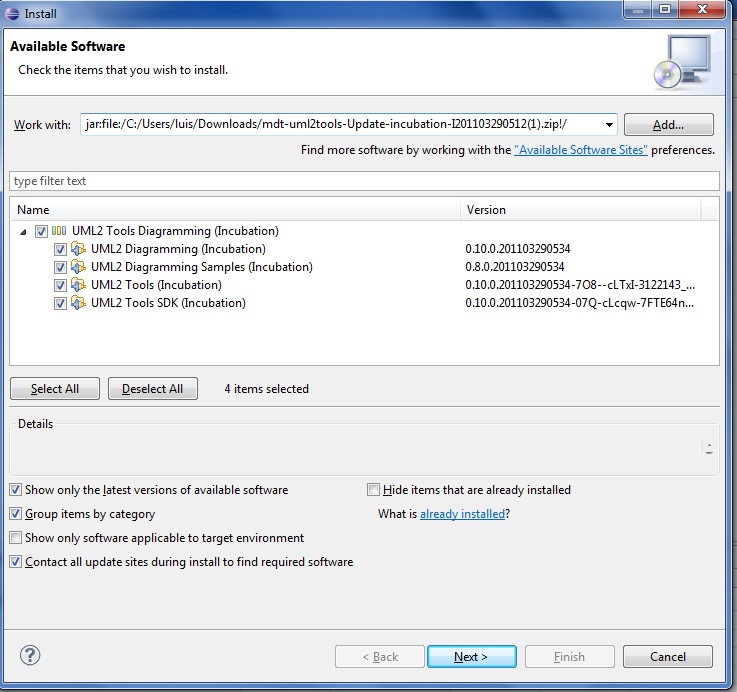 Install
Available Software
Check the items that you wish to install.
Work with: jar:file:/C:/Users/luis/Downloads/mdt-uml2tools-Update-incubation-I201103290512(1).zip!/ Add...
Find more software by working with the "Available Software Sites" preferences.
type filter text
Name Version
UML2 Tools Diagramming (Incubation)
UML2 Diagramming (Incubation) 0.10.0.201103290534
UML2 Diagramming Samples (Incubation) 0.8.0.201103290534
UML2 Tools (Incubation) 0.10.0.201103290534-7O8--cLTxI-3122143_...
UML2 Tools SDK (Incubation) 0.10.0.201103290534-07Q-cLcqw-7FTE64n...
Select All Deselect All 4 items selected
Details
Show only the latest versions of available software Hide items that are already installed
Group items by category What is already installed?
Show only software applicable to target environment
Contact all update sites during install to find required software
? < Back Next > Finish Cancel